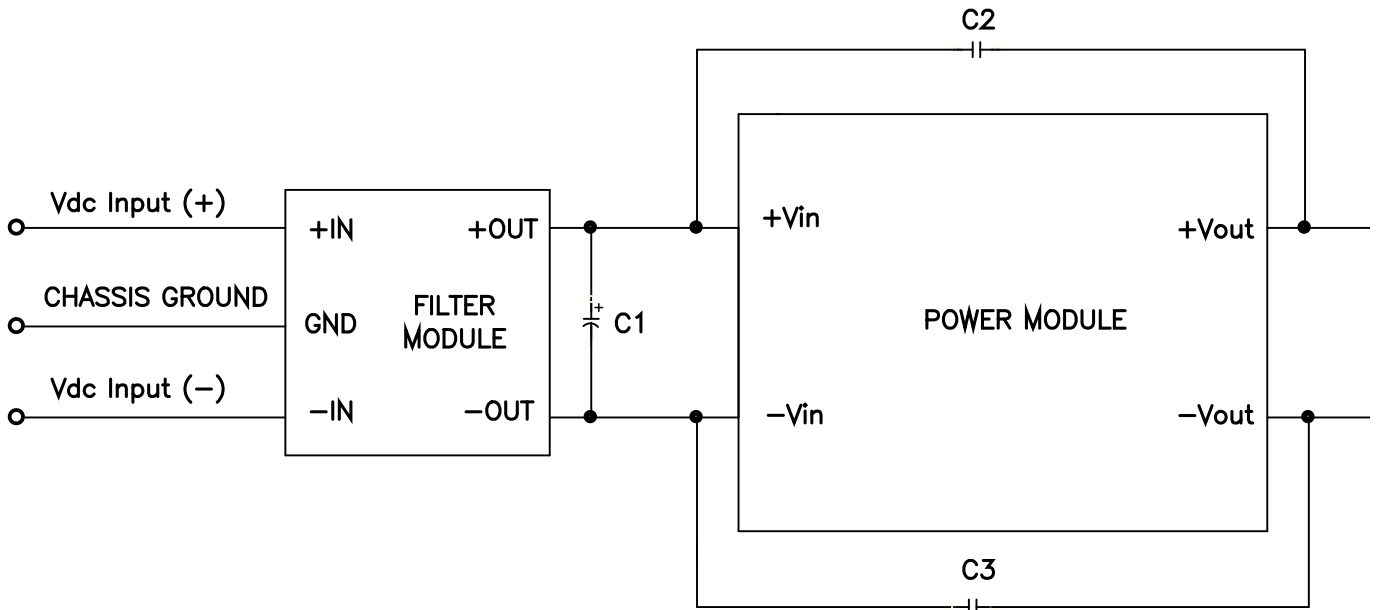 C2
Vdc Input (+)
+IN
+OUT
+Vin
+Vout
CHASSIS GROUND
GND
FILTER
MODULE
+
C1
POWER MODULE
Vdc Input (−)
−IN
−OUT
−Vin
−Vout
C3